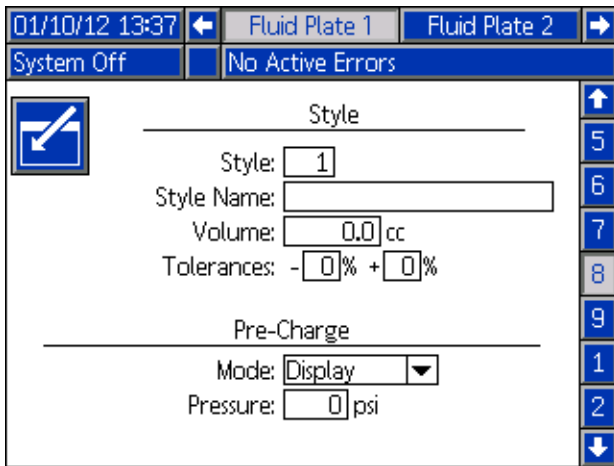 01/10/12 13:37 Fluid Plate 1 Fluid Plate 2
System Off No Active Errors
Style
5
Style: 1
6
Style Name:
7
Volume: 0.0 cc
Tolerances: - 0 % + 0 %
8
9
Pre-Charge
1
Mode: Display
2
Pressure: 0 psi